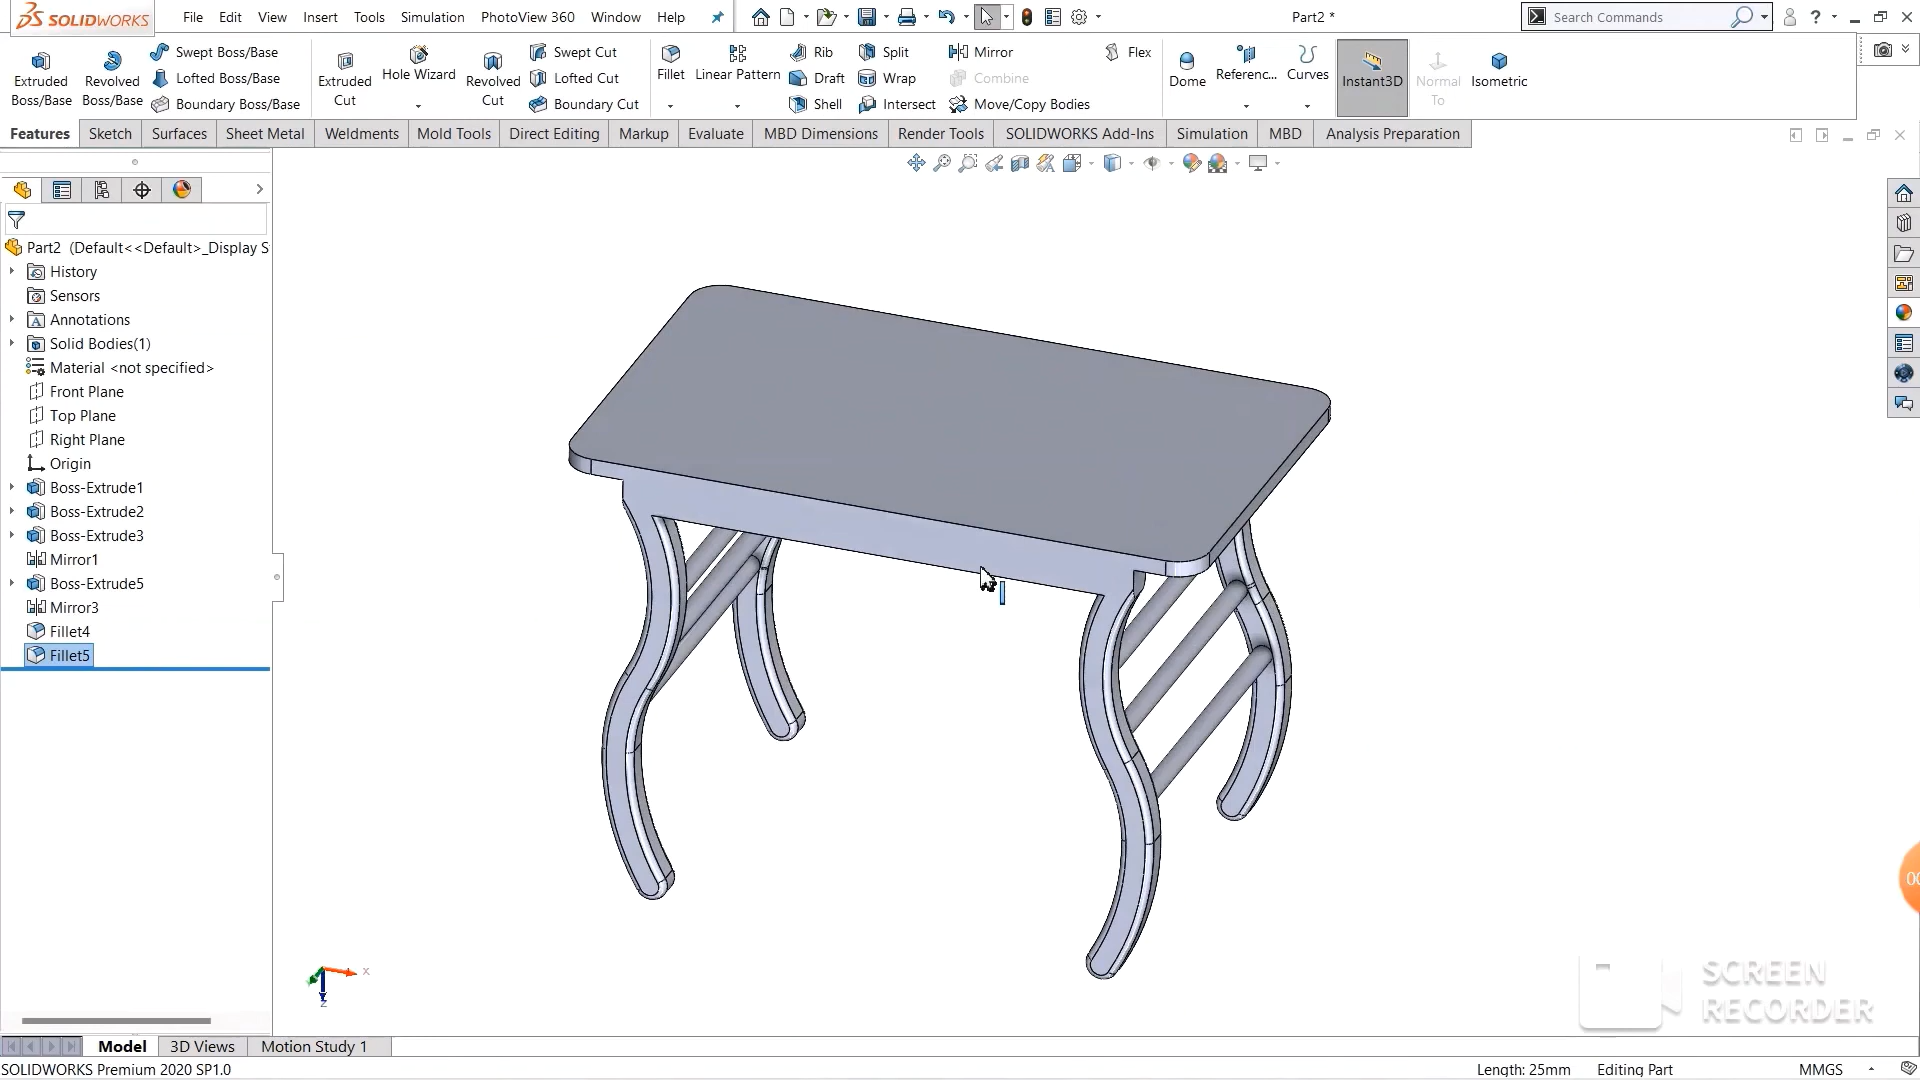 SOLIDWORKS File Edit View Insert Tools Simulation PhotoView 360 Window Help Part2 * Search Commands
Extruded Boss/Base
Revolved Boss/Base
Swept Boss/Base
Lofted Boss/Base
Boundary Boss/Base
Extruded Cut
Hole Wizard
Revolved Cut
Swept Cut
Lofted Cut
Boundary Cut
Fillet
Linear Pattern
Rib
Draft
Shell
Split
Wrap
Intersect
Mirror
Combine
Move/Copy Bodies
Flex
Dome
Referenc...
Curves
Instant3D
Normal To
Isometric
Features Sketch Surfaces Sheet Metal Weldments Mold Tools Direct Editing Markup Evaluate MBD Dimensions Render Tools SOLIDWORKS Add-Ins Simulation MBD Analysis Preparation
Part2 (Default<<Default>_Display S
History
Sensors
Annotations
Solid Bodies(1)
Material <not specified>
Front Plane
Top Plane
Right Plane
Origin
Boss-Extrude1
Boss-Extrude2
Boss-Extrude3
Mirror1
Boss-Extrude5
Mirror3
Fillet4
Fillet5
x
z
00
SCREEN
RECORDER
Model 3D Views Motion Study 1
SOLIDWORKS Premium 2020 SP1.0 Length: 25mm Editing Part MMGS